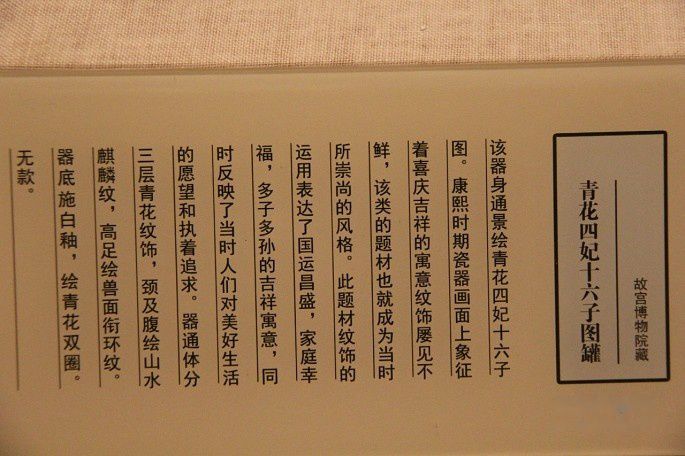 故宫博物院藏
青花四妃十六子图罐
该器身通景绘青花四妃十六子
图。康熙时期瓷器画面上象征
着喜庆吉祥的寓意纹饰屡见不
鲜，该类的题材也就成为当时
所崇尚的风格。此题材纹饰的
运用表达了国运昌盛，家庭幸
福，多子多孙的吉祥寓意，同
时反映了当时人们对美好生活
的愿望和执着追求。器通体分
三层青花纹饰，颈及腹绘山水
麒麟纹，高足绘兽面衔环纹。
器底施白釉，绘青花双圈。
无款。